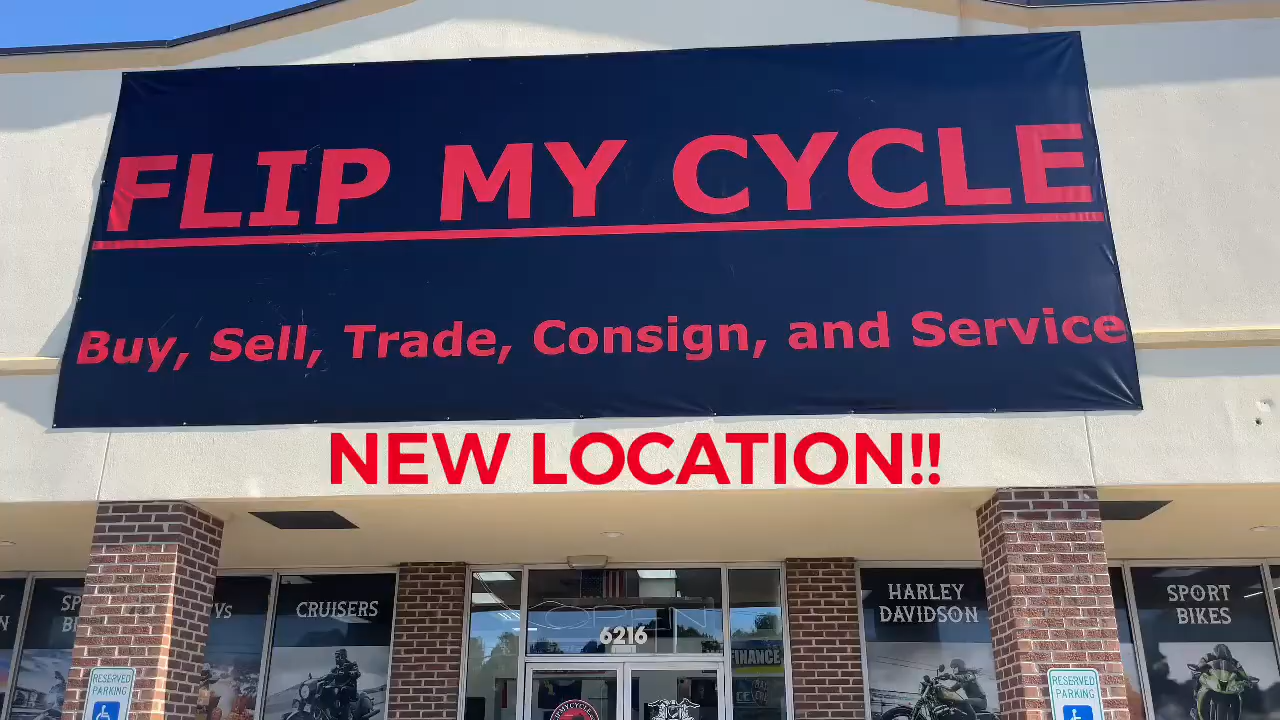 FLIP MY CYCLE
Buy, Sell, Trade, Consign, and Service
NEW LOCATION!!
CRUISERS
HARLEY
DAVIDSON
SPORT
BIKES
OPEN
6216
RESERVED
PARKING
RESERVED
PARKING